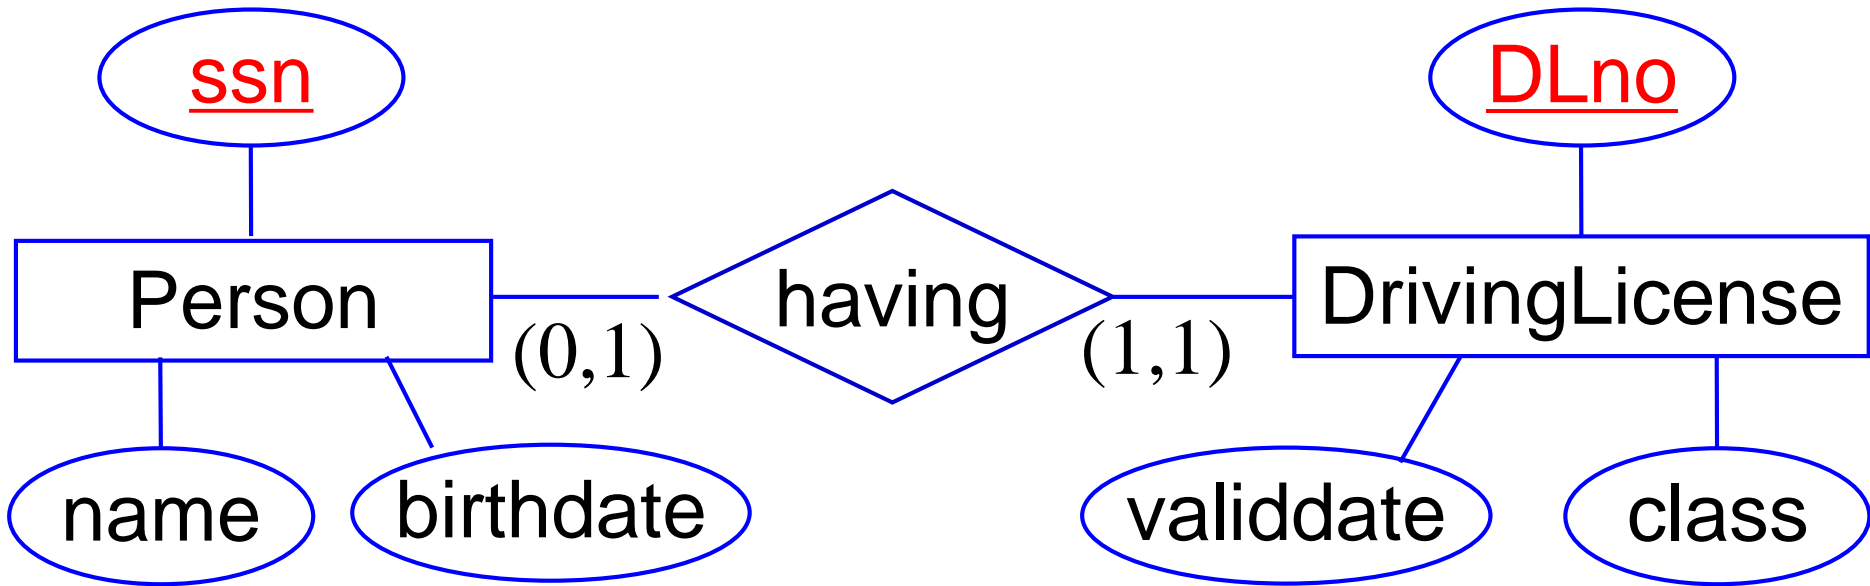 ssn
DLno
Person
having
DrivingLicense
(0,1)
(1,1)
name
birthdate
validdate
class